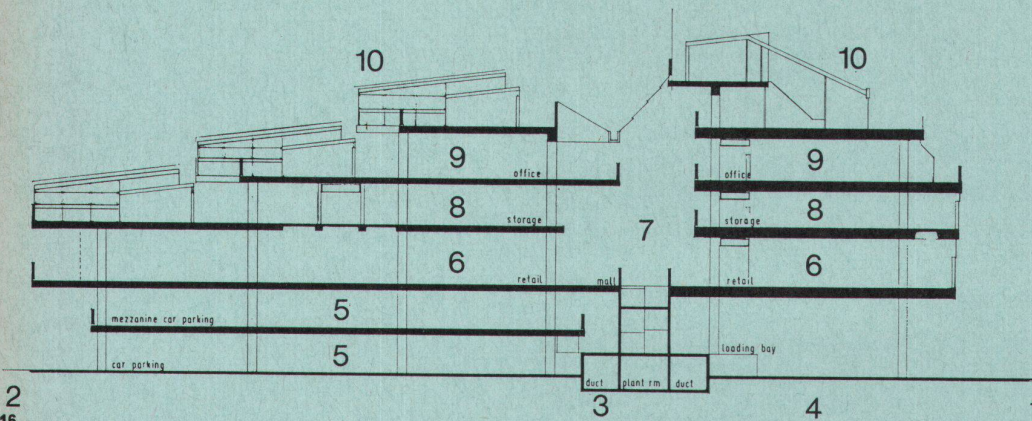 10
10
9
office
office
9
8
storage
storage
8
7
6
retail
mall
retail
6
5
mezzanine car parking
5
car parking
loading bay
duct
plant rm
duct
2
3
4
16